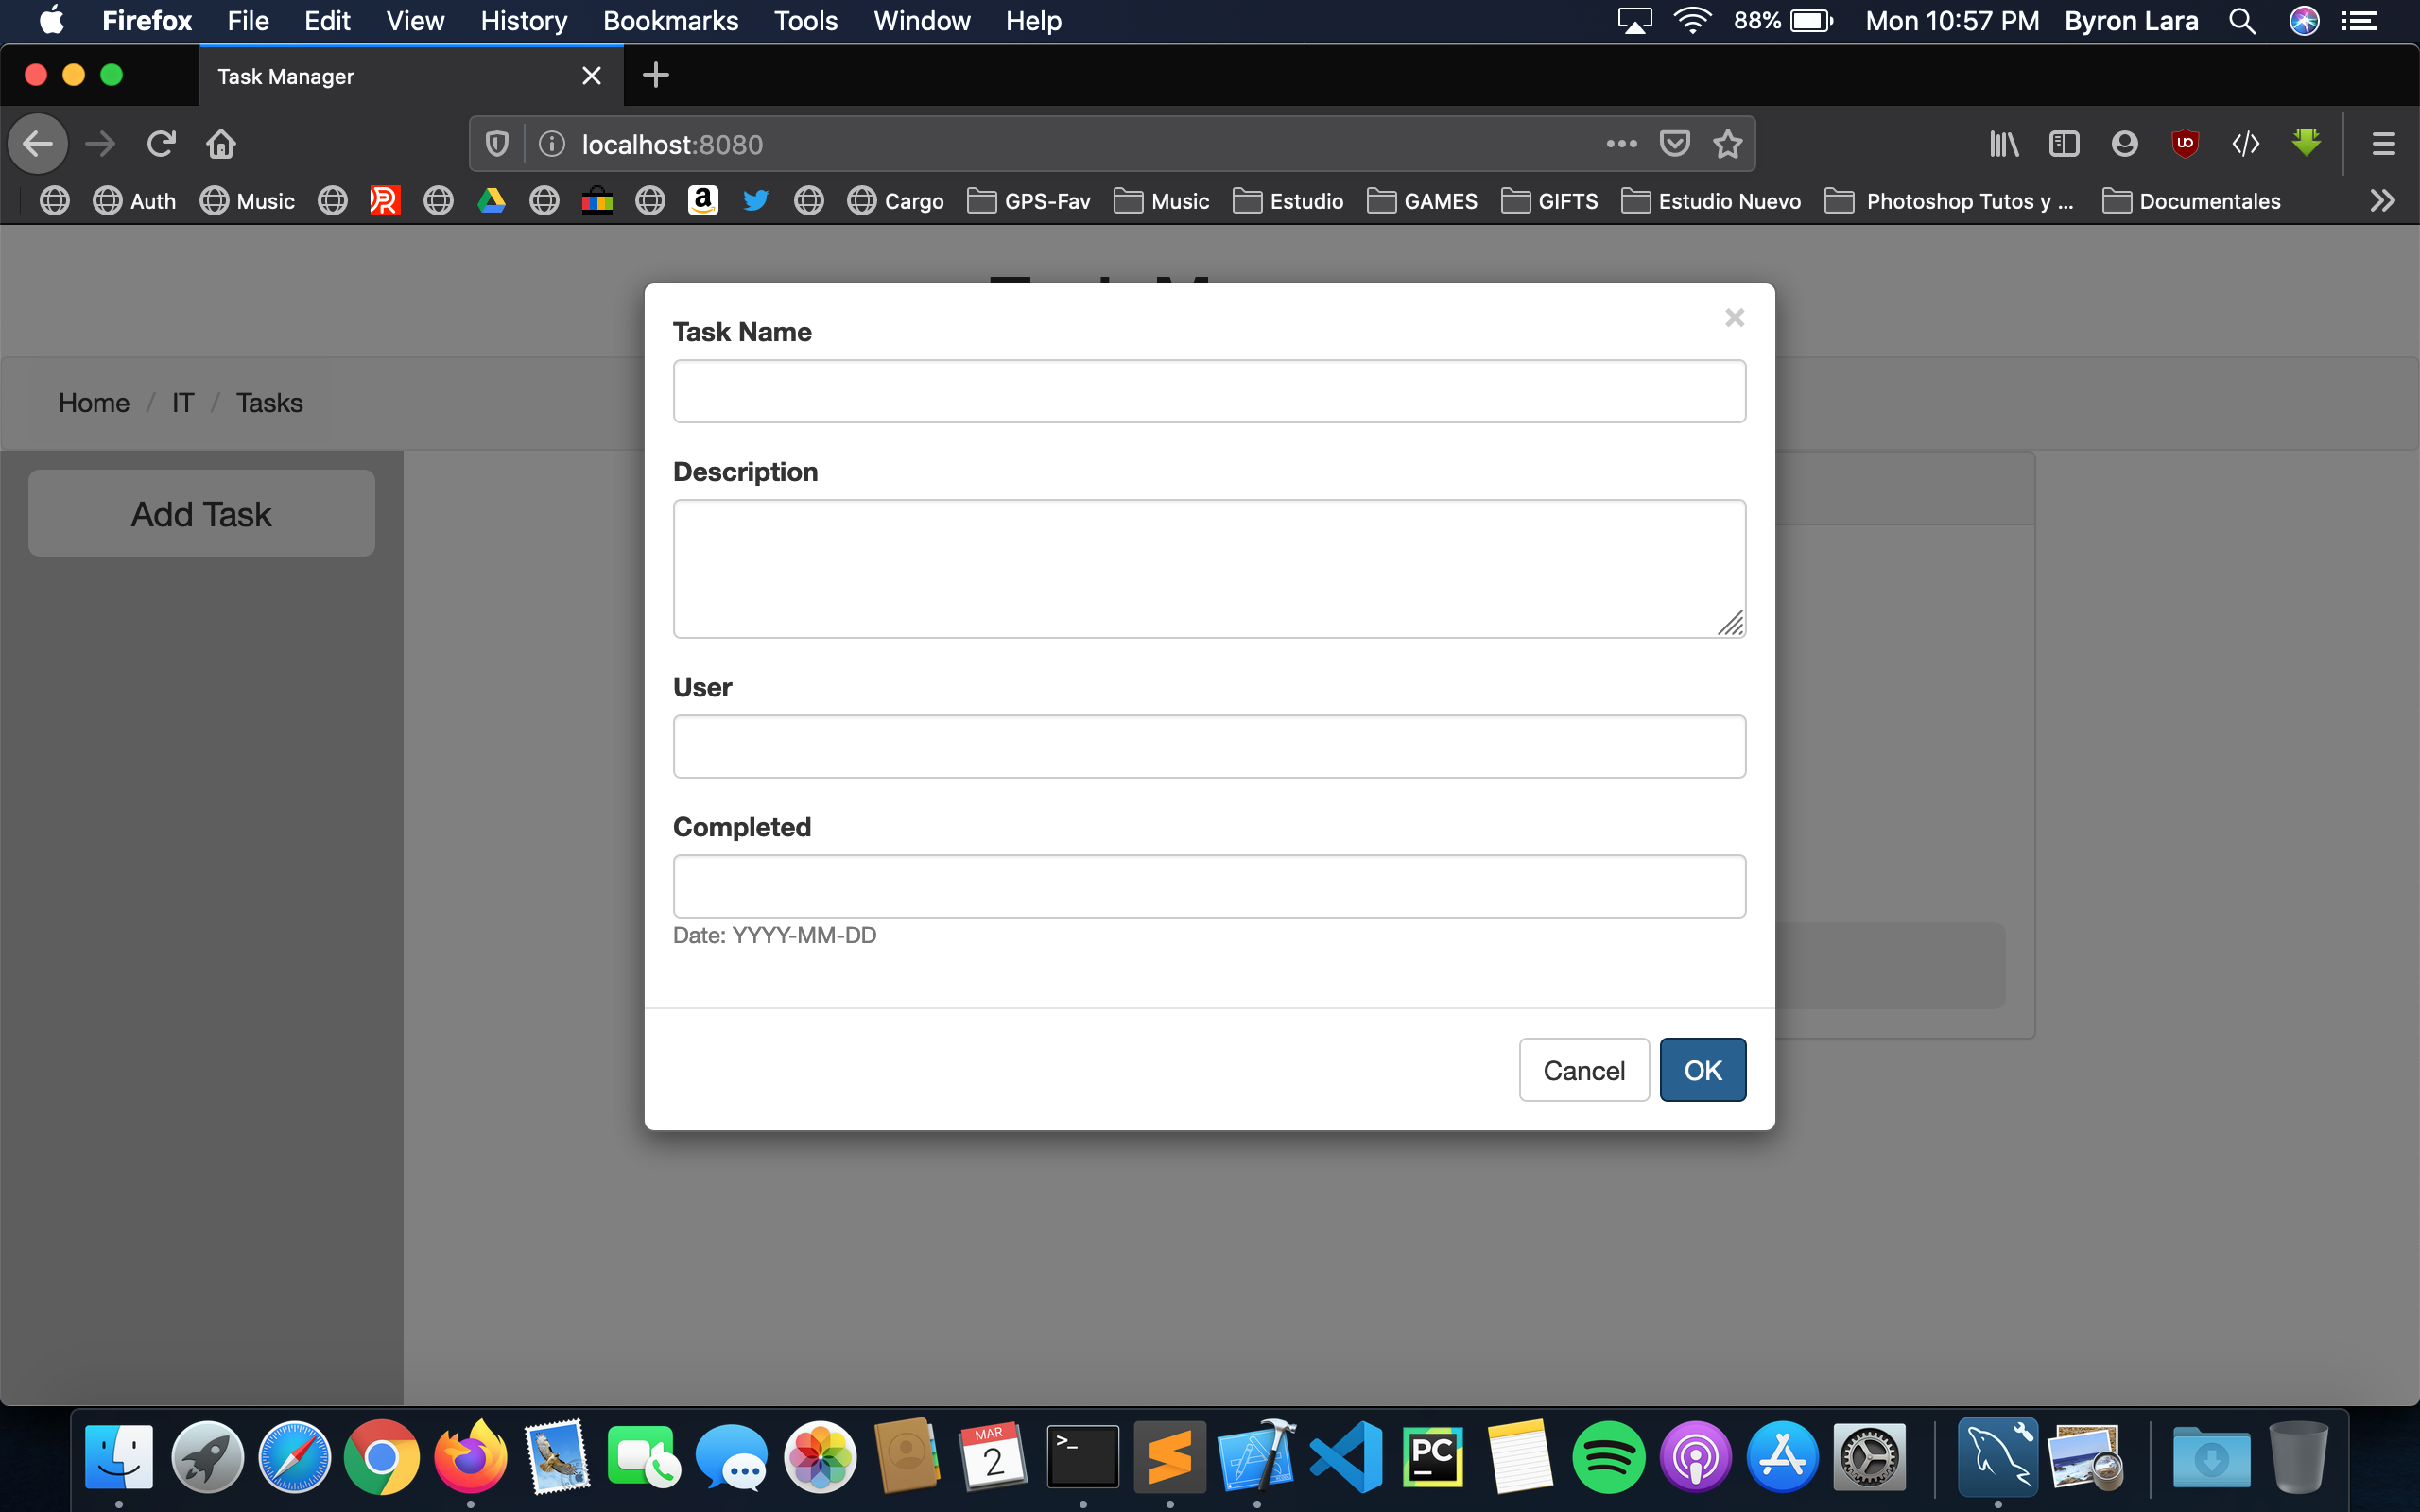 Firefox File Edit View History Bookmarks Tools Window Help 88% Mon 10:57 PM Byron Lara
Task Manager
localhost:8080
Auth Music Cargo GPS-Fav Music Estudio GAMES GIFTS Estudio Nuevo Photoshop Tutos y ... Documentales
Task Name
Home / IT / Tasks
Description
Add Task
User
Completed
Date: YYYY-MM-DD
Cancel OK
MAR
2
PC